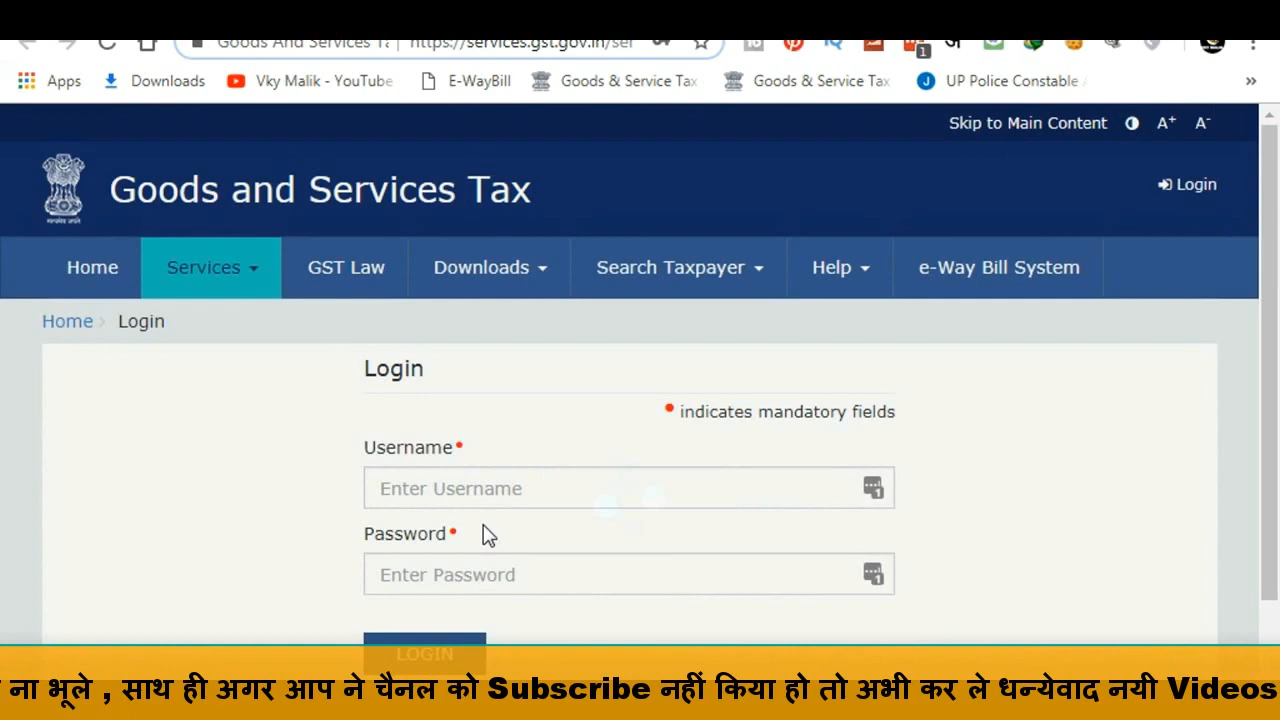 Goods And Services Ta https://services.gst.gov.in/ser
1
Apps Downloads Vky Malik - YouTube E-WayBill Goods & Service Tax Goods & Service Tax J UP Police Constable »
Skip to Main Content A+ A-
Goods and Services Tax
Login
Home Services GST Law Downloads Search Taxpayer Help e-Way Bill System
Home Login
Login
• indicates mandatory fields
Username•
Enter Username
1
Password•
Enter Password
1
LOGIN
ना भूले , साथ ही अगर आप ने चैनल को Subscribe नहीं किया हो तो अभी कर ले धन्येवाद नयी Videos